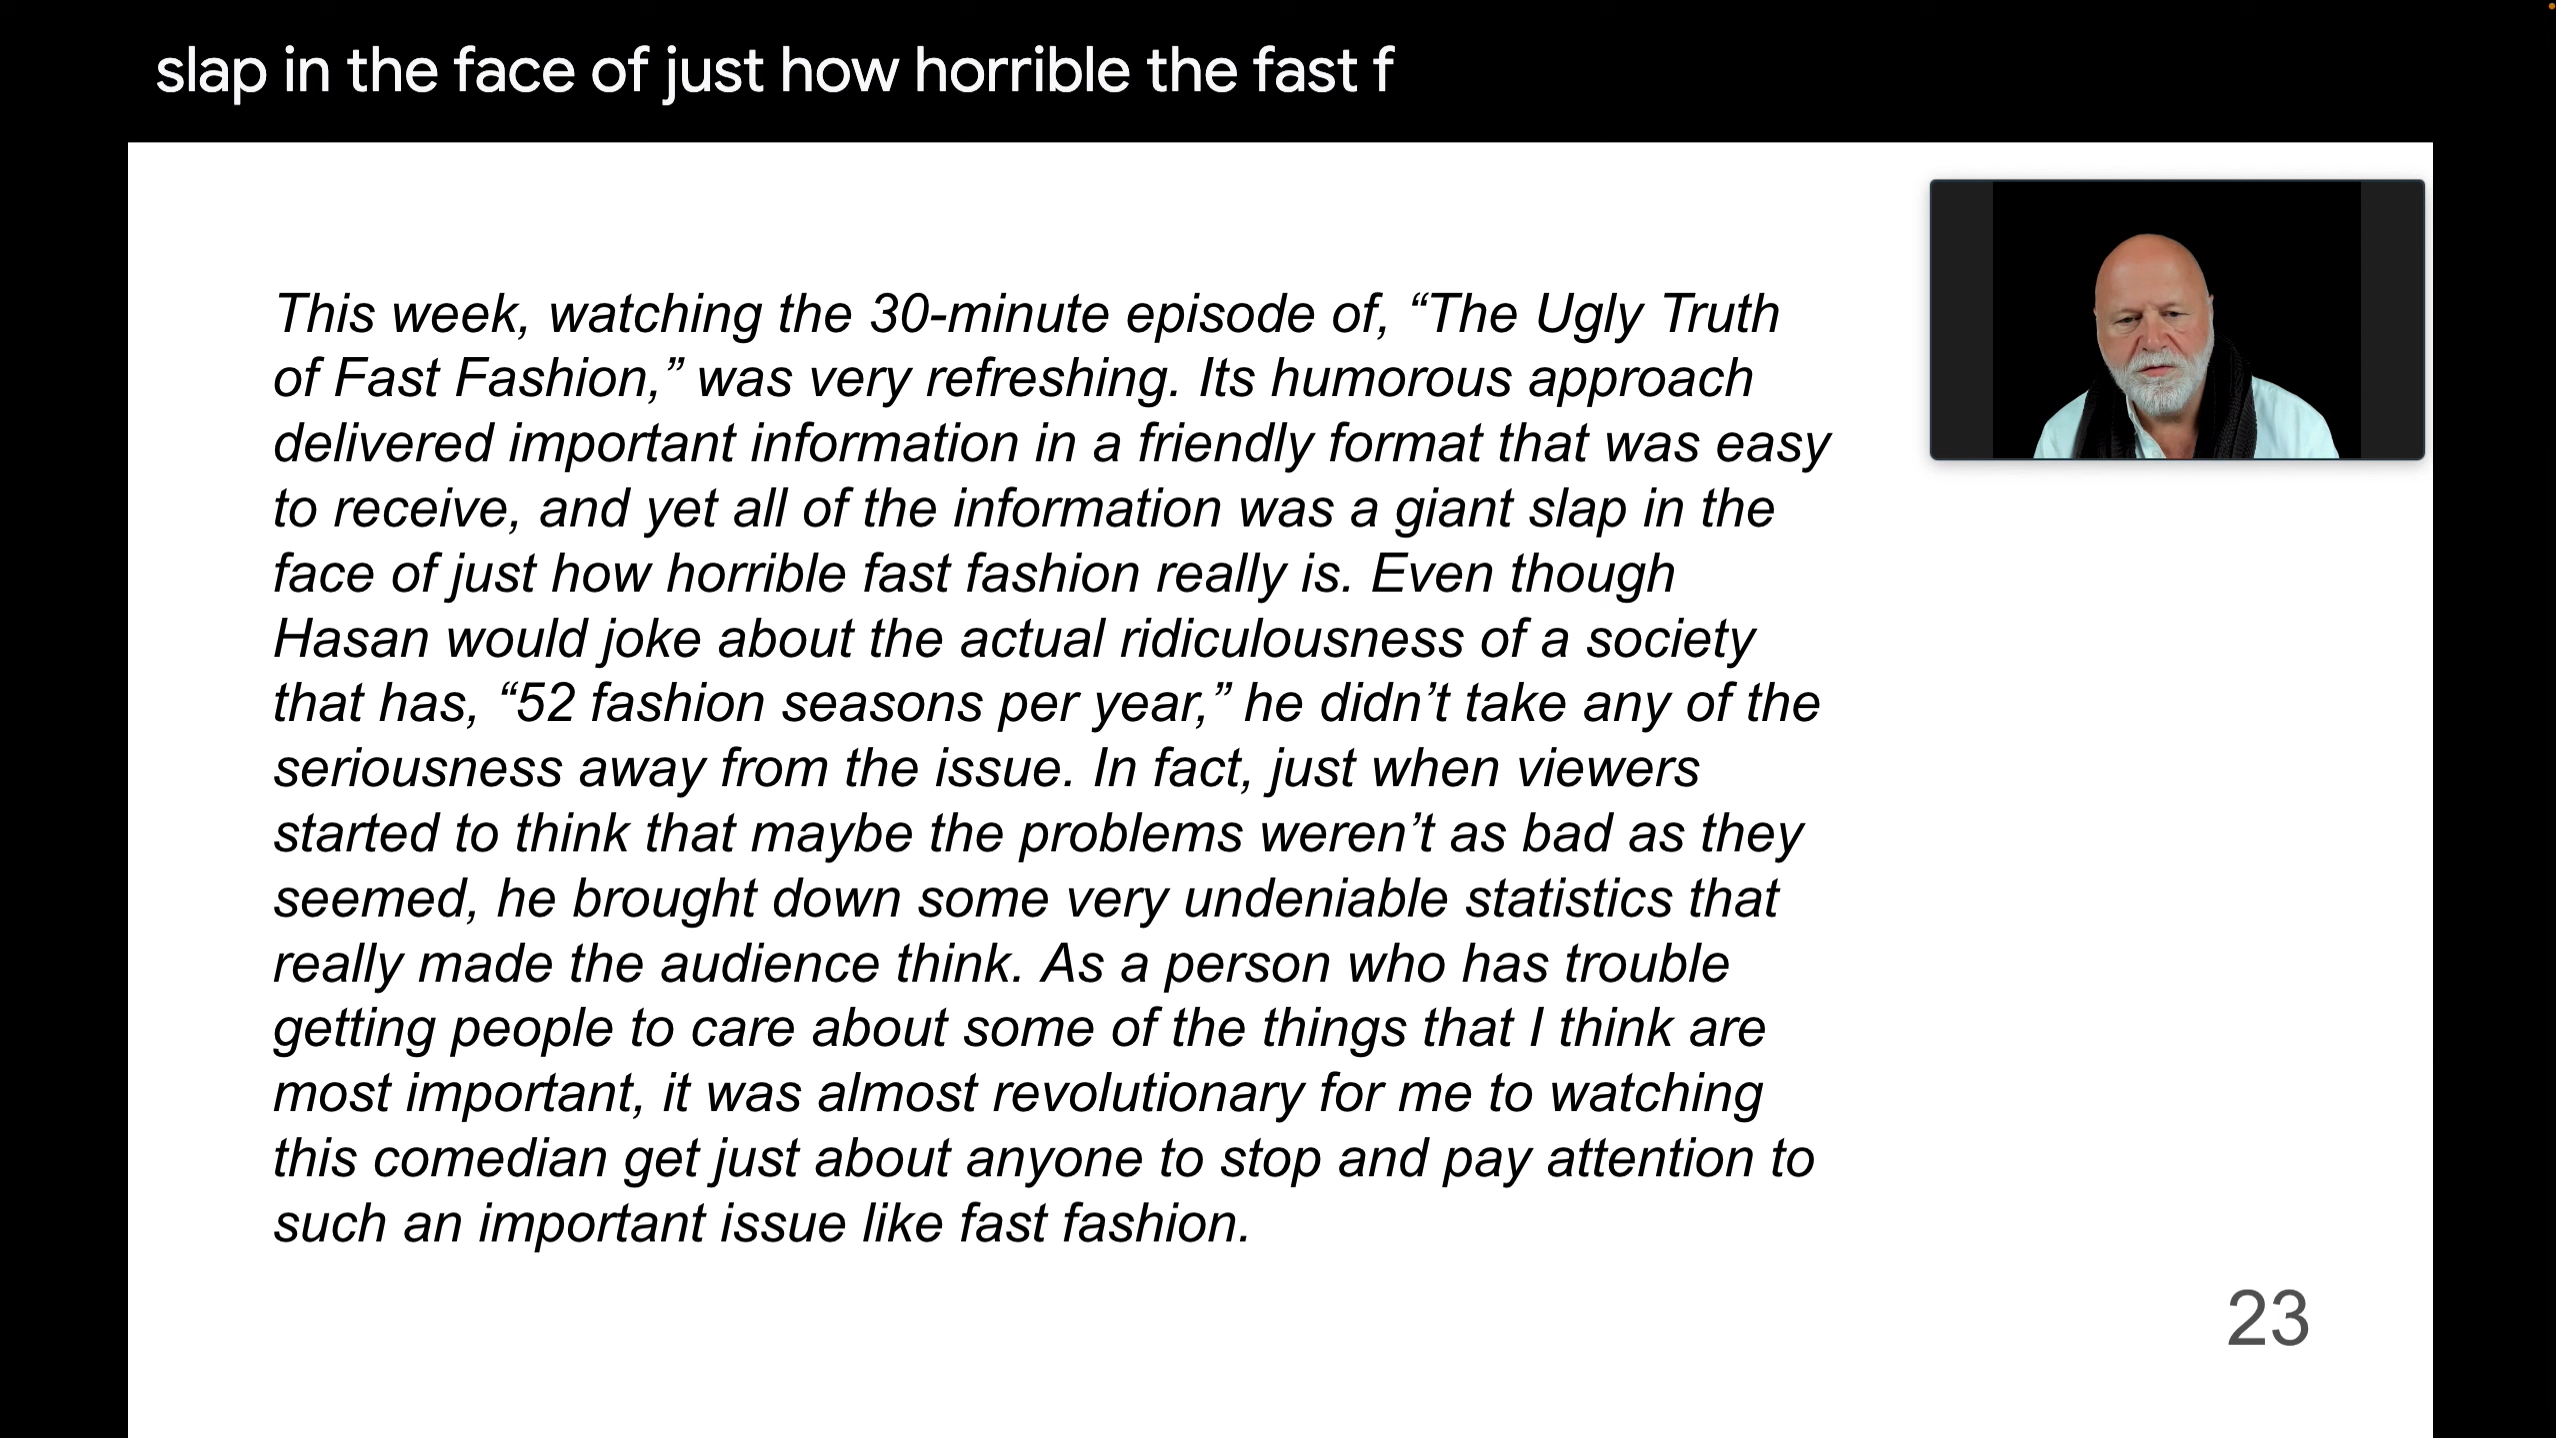 slap in the face of just how horrible the fast f
This week, watching the 30-minute episode of, “The Ugly Truth
of Fast Fashion,” was very refreshing. Its humorous approach
delivered important information in a friendly format that was easy
to receive, and yet all of the information was a giant slap in the
face of just how horrible fast fashion really is. Even though
Hasan would joke about the actual ridiculousness of a society
that has, “52 fashion seasons per year,” he didn’t take any of the
seriousness away from the issue. In fact, just when viewers
started to think that maybe the problems weren’t as bad as they
seemed, he brought down some very undeniable statistics that
really made the audience think. As a person who has trouble
getting people to care about some of the things that I think are
most important, it was almost revolutionary for me to watching
this comedian get just about anyone to stop and pay attention to
such an important issue like fast fashion.
23